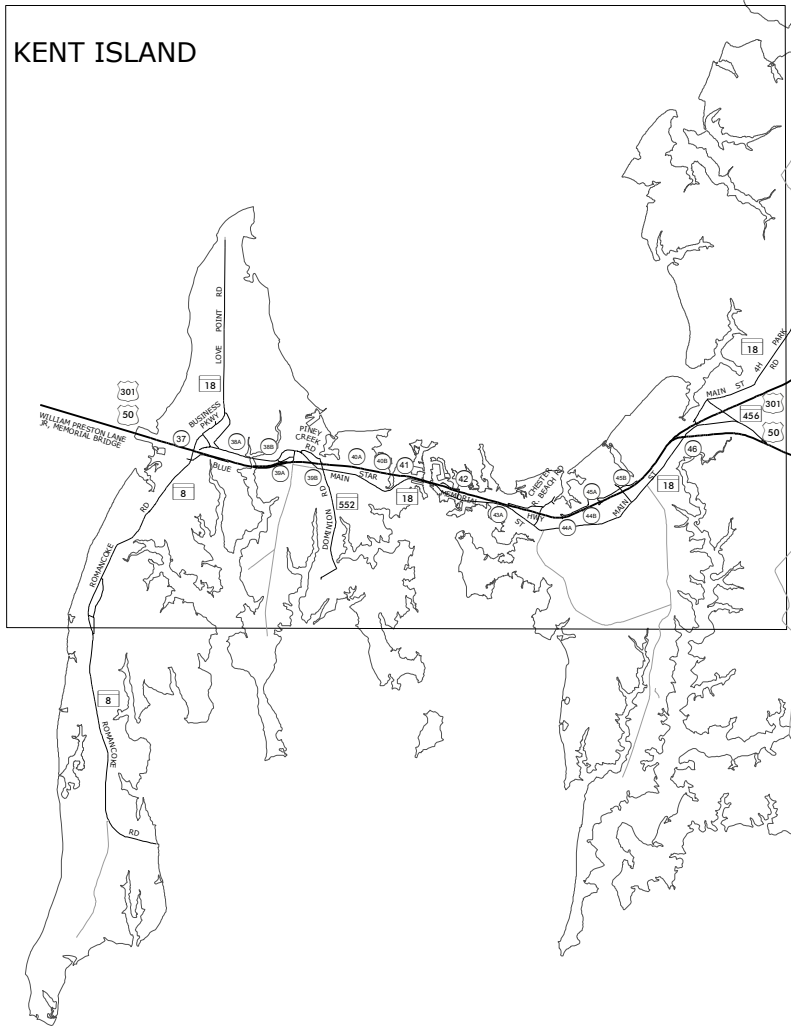 KENT ISLAND
LOVE POINT RD
18
301
50
WILLIAM PRESTON LANE
JR, MEMORIAL BRIDGE
BUSINESS
PKWY
37
38A
38B
BLUE
39A
39B
PINEY
CREEK
RD
MAIN
STAR
40A
40B
41
42
18
552
DOMINION RD
MEMORIAL
43A
ST
HWY
CHESTER
R. BEACH RD
44A
44B
45A
45B
MAIN ST
18
46
18
MAIN ST
4H PARK
RD
301
456
50
8
ROMANCOKE RD
8
ROMANCOKE
RD